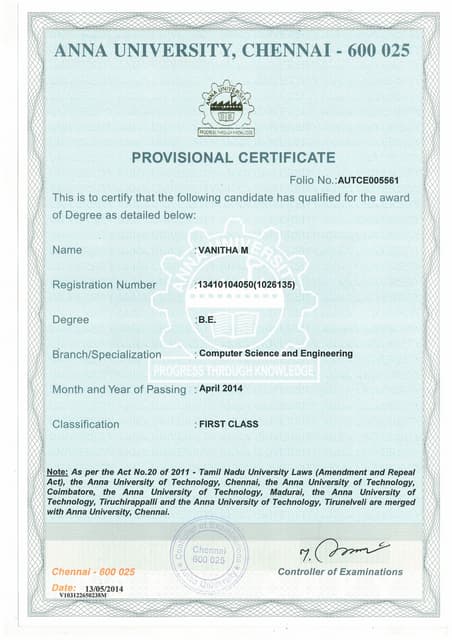 ANNA UNIVERSITY, CHENNAI - 600 025
ANNA UNIVERSITY
PROGRESS THROUGH KNOWLEDGE
PROVISIONAL CERTIFICATE
Folio No.:AUTCE005561
This is to certify that the following candidate has qualified for the award
of Degree as detailed below:
Name : VANITHA M
Registration Number : 13410104050(1026135)
Degree : B.E.
Branch/Specialization : Computer Science and Engineering
Month and Year of Passing : April 2014
Classification : FIRST CLASS
ANNA UNIVERSITY
PROGRESS THROUGH KNOWLEDGE
Note: As per the Act No.20 of 2011 - Tamil Nadu University Laws (Amendment and Repeal
Act), the Anna University of Technology, Chennai, the Anna University of Technology,
Coimbatore, the Anna University of Technology, Madurai, the Anna University of
Technology, Tiruchirappalli and the Anna University of Technology, Tirunelveli are merged
with Anna University, Chennai.
Controller of Examinations
Chennai
600 025
Anna University
Chennai - 600 025
Controller of Examinations
Date: 13/05/2014
V103122650238M